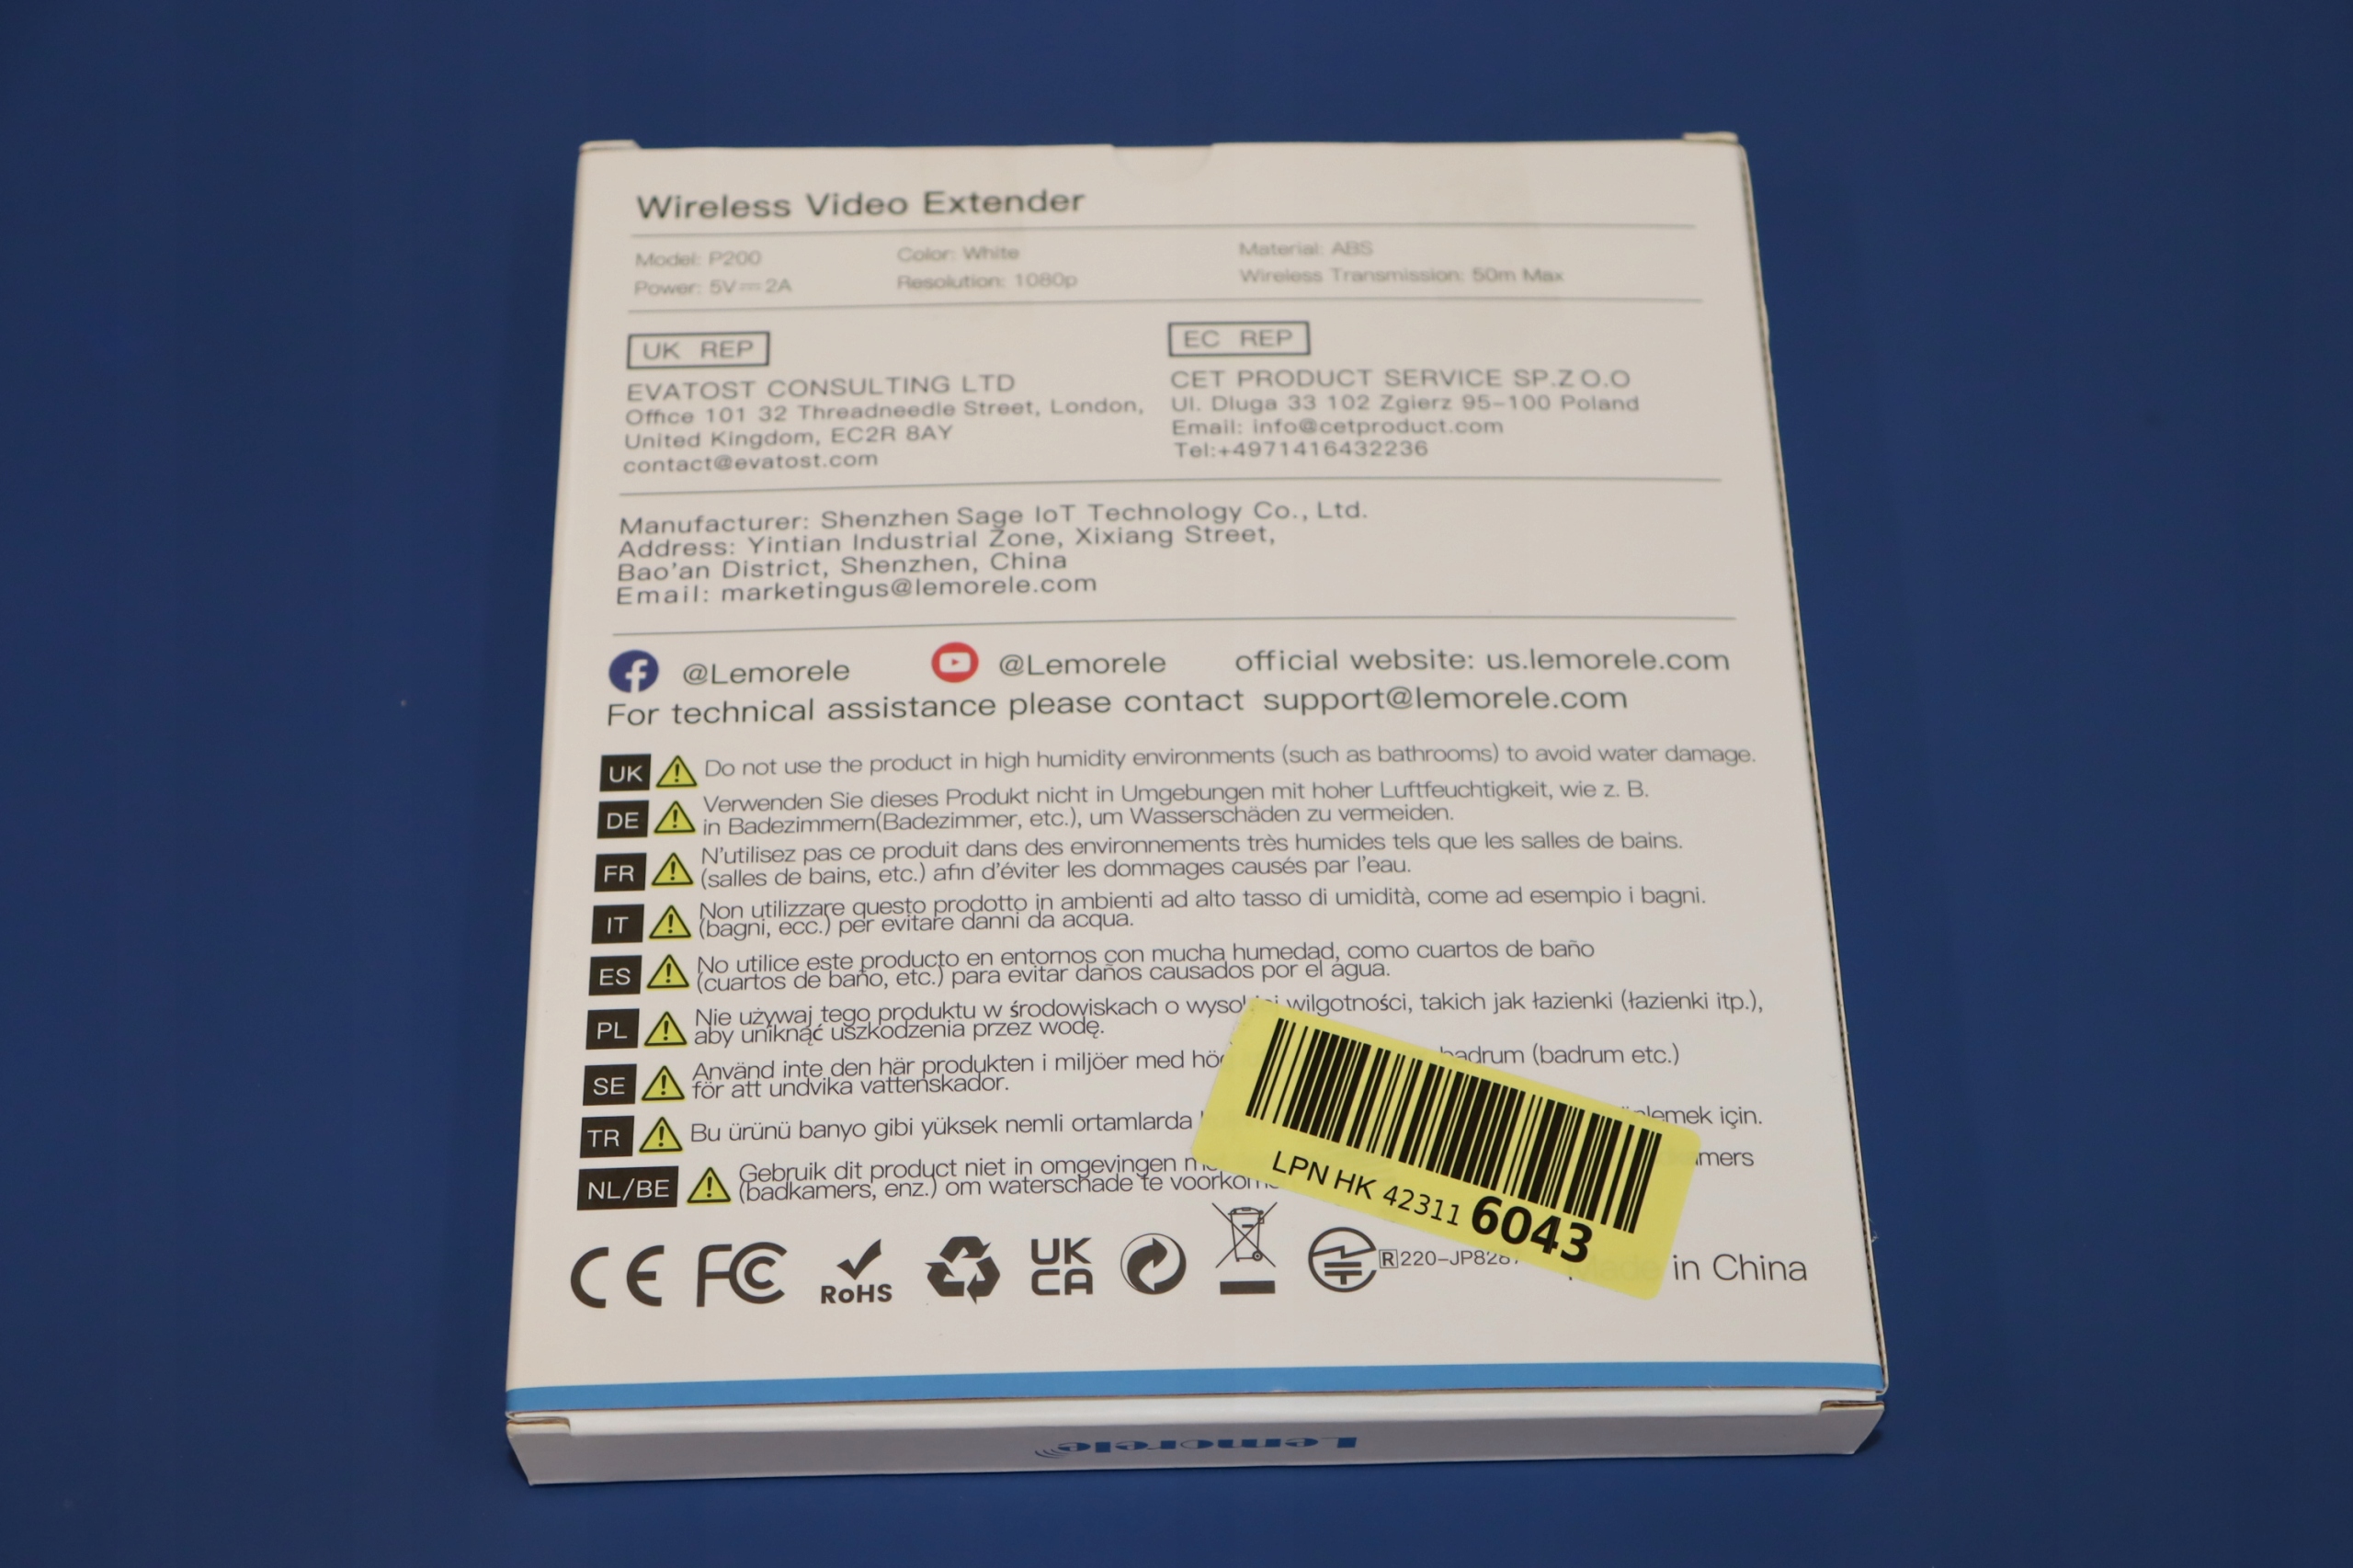 Wireless Video Extender
Model: P200 Color: White Material: ABS
Power: 5V⎓2A Resolution: 1080p Wireless Transmission: 50m Max
UK REP
EVATOST CONSULTING LTD
Office 101 32 Threadneedle Street, London,
United Kingdom, EC2R 8AY
contact@evatost.com
EC REP
CET PRODUCT SERVICE SP.Z O.O
Ul. Dluga 33 102 Zgierz 95-100 Poland
Email: info@cetproduct.com
Tel:+4971416432236
Manufacturer: Shenzhen Sage IoT Technology Co., Ltd.
Address: Yintian Industrial Zone, Xixiang Street,
Bao'an District, Shenzhen, China
Email: marketingus@lemorele.com
@Lemorele @Lemorele official website: us.lemorele.com
For technical assistance please contact support@lemorele.com
UK Do not use the product in high humidity environments (such as bathrooms) to avoid water damage.
DE Verwenden Sie dieses Produkt nicht in Umgebungen mit hoher Luftfeuchtigkeit, wie z. B.
in Badezimmern(Badezimmer, etc.), um Wasserschäden zu vermeiden.
FR N'utilisez pas ce produit dans des environnements très humides tels que les salles de bains.
(salles de bains, etc.) afin d'éviter les dommages causés par l'eau.
IT Non utilizzare questo prodotto in ambienti ad alto tasso di umidità, come ad esempio i bagni.
(bagni, ecc.) per evitare danni da acqua.
ES No utilice este producto en entornos con mucha humedad, como cuartos de baño
(cuartos de baño, etc.) para evitar daños causados por el agua.
PL Nie używaj tego produktu w środowiskach o wilgotności, takich jak łazienki (łazienki itp.),
aby uniknąć uszkodzenia przez wodę.
SE Använd inte den här produkten i miljöer med badrum (badrum etc.)
för att undvika vattenskador.
TR Bu ürünü banyo gibi yüksek nemli ortamlarda için.
NL/BE Gebruik dit product niet in omgevingen
(badkamers, enz.) om waterschade te
LPN HK 42311 6043
CE FC RoHS UK CA R 220-JP828 Made in China
Lemorele